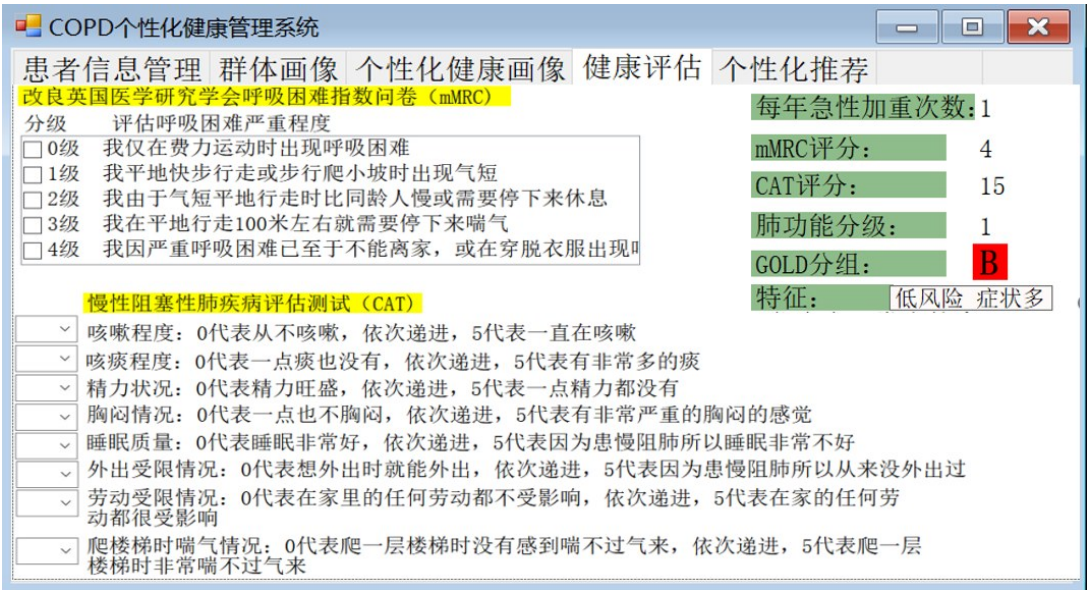 COPD个性化健康管理系统
患者信息管理 群体画像 个性化健康画像 健康评估 个性化推荐
改良英国医学研究学会呼吸困难指数问卷（mMRC）
分级 评估呼吸困难严重程度
0级 我仅在费力运动时出现呼吸困难
1级 我平地快步行走或步行爬小坡时出现气短
2级 我由于气短平地行走时比同龄人慢或需要停下来休息
3级 我在平地行走100米左右就需要停下来喘气
4级 我因严重呼吸困难已至于不能离家，或在穿脱衣服出现
每年急性加重次数：1
mMRC评分： 4
CAT评分： 15
肺功能分级： 1
GOLD分组： B
特征： 低风险 症状多
慢性阻塞性肺疾病评估测试（CAT）
咳嗽程度：0代表从不咳嗽，依次递进，5代表一直在咳嗽
咳痰程度：0代表一点痰也没有，依次递进，5代表有非常多的痰
精力状况：0代表精力旺盛，依次递进，5代表一点精力都没有
胸闷情况：0代表一点也不胸闷，依次递进，5代表有非常严重的胸闷的感觉
睡眠质量：0代表睡眠非常好，依次递进，5代表因为患慢阻肺所以睡眠非常不好
外出受限情况：0代表想外出时就能外出，依次递进，5代表因为患慢阻肺所以从来没外出过
劳动受限情况：0代表在家里的任何劳动都不受影响，依次递进，5代表在家的任何劳
动都很受影响
爬楼梯时喘气情况：0代表爬一层楼梯时没有感到喘不过气来，依次递进，5代表爬一层
楼梯时非常喘不过气来